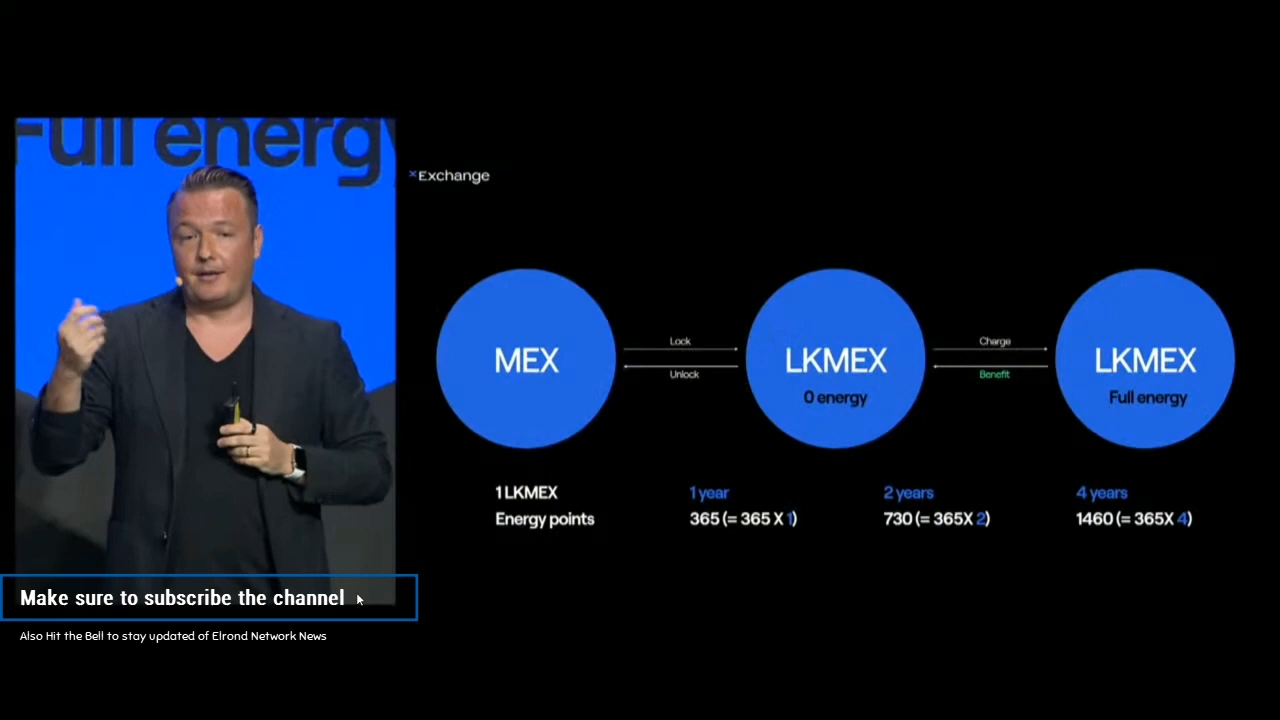 Full energy
×Exchange
MEX
Lock
Unlock
LKMEX
0 energy
Charge
Benefit
LKMEX
Full energy
1 LKMEX
1 year
2 years
4 years
Energy points
365 (= 365 X 1)
730 (= 365X 2)
1460 (= 365X 4)
Make sure to subscribe the channel
Also Hit the Bell to stay updated of Elrond Network News